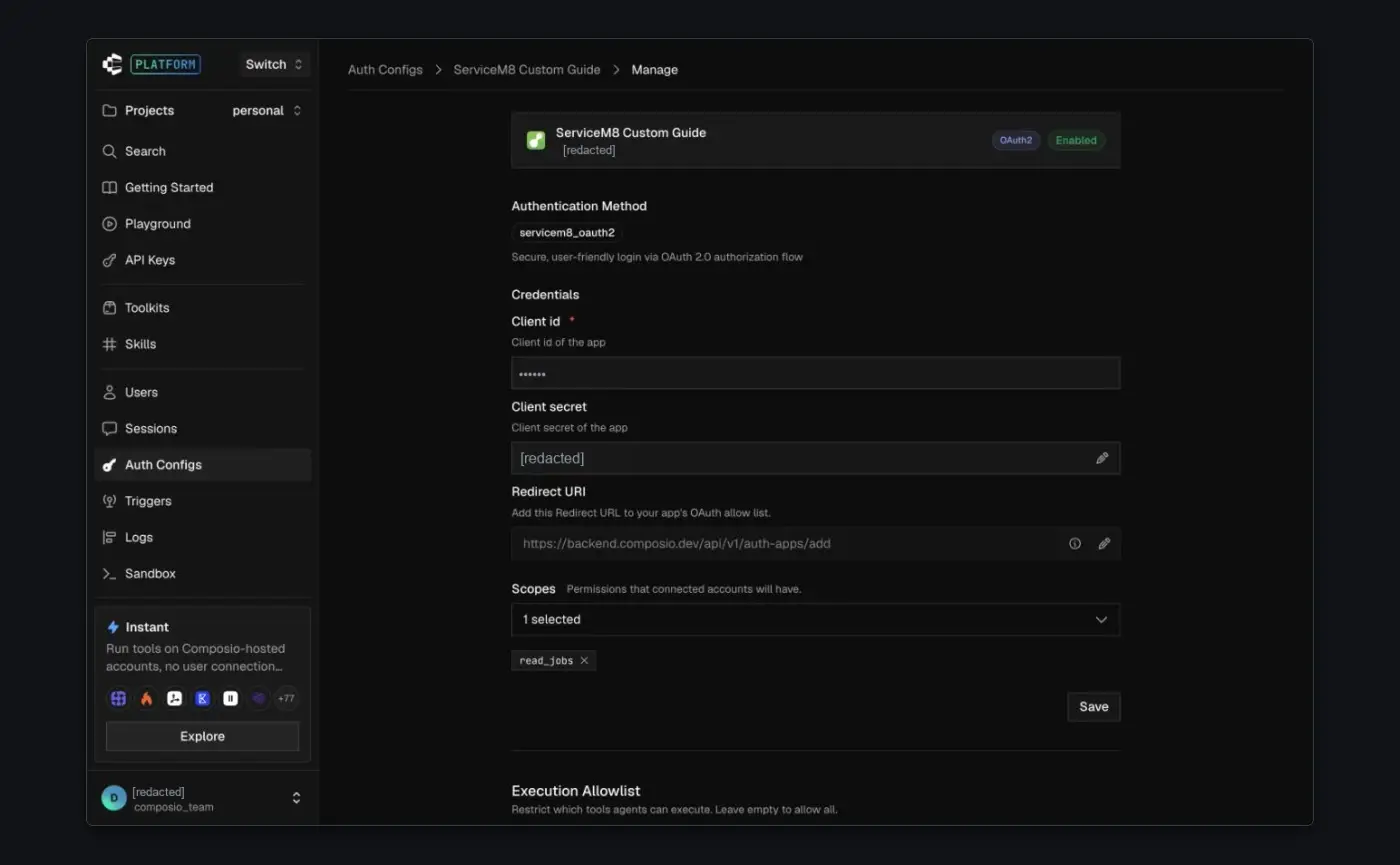 PLATFORM
Switch
Projects
personal
Search
Getting Started
Playground
API Keys
Toolkits
Skills
Users
Sessions
Auth Configs
Triggers
Logs
Sandbox
Instant
Run tools on Composio-hosted
accounts, no user connection...
+77
Explore
D
[redacted]
composio_team
Auth Configs > ServiceM8 Custom Guide > Manage
ServiceM8 Custom Guide
[redacted]
OAuth2
Enabled
Authentication Method
servicem8_oauth2
Secure, user-friendly login via OAuth 2.0 authorization flow
Credentials
Client id *
Client id of the app
••••••
Client secret
Client secret of the app
[redacted]
Redirect URI
Add this Redirect URL to your app's OAuth allow list.
https://backend.composio.dev/api/v1/auth-apps/add
Scopes Permissions that connected accounts will have.
1 selected
read_jobs ×
Save
Execution Allowlist
Restrict which tools agents can execute. Leave empty to allow all.